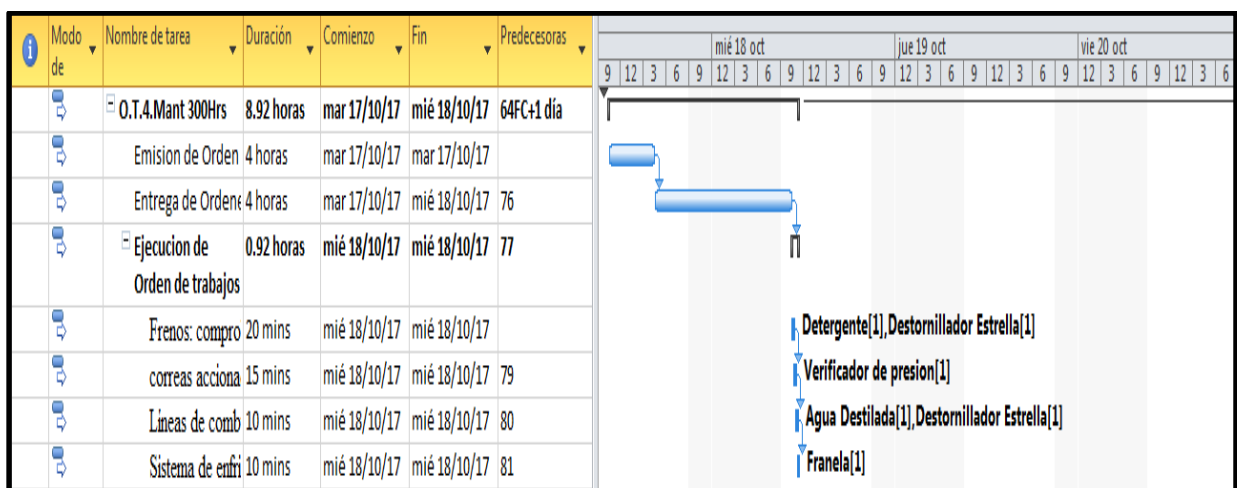 Modo de Nombre de tarea Duración Comienzo Fin Predecesoras
O.T.4.Mant 300Hrs 8.92 horas mar 17/10/17 mié 18/10/17 64FC+1 día
Emision de Orden 4 horas mar 17/10/17 mar 17/10/17
Entrega de Ordene 4 horas mar 17/10/17 mié 18/10/17 76
Ejecucion de Orden de trabajos 0.92 horas mié 18/10/17 mié 18/10/17 77
Frenos: compro 20 mins mié 18/10/17 mié 18/10/17
correas acciona 15 mins mié 18/10/17 mié 18/10/17 79
Líneas de comb 10 mins mié 18/10/17 mié 18/10/17 80
Sistema de enfri 10 mins mié 18/10/17 mié 18/10/17 81
mié 18 oct jue 19 oct vie 20 oct
9 12 3 6 9 12 3 6 9 12 3 6 9 12 3 6 9 12 3 6 9 12 3 6 9 12 3 6
Detergente[1],Destornillador Estrella[1]
Verificador de presion[1]
Agua Destilada[1],Destornillador Estrella[1]
Franela[1]